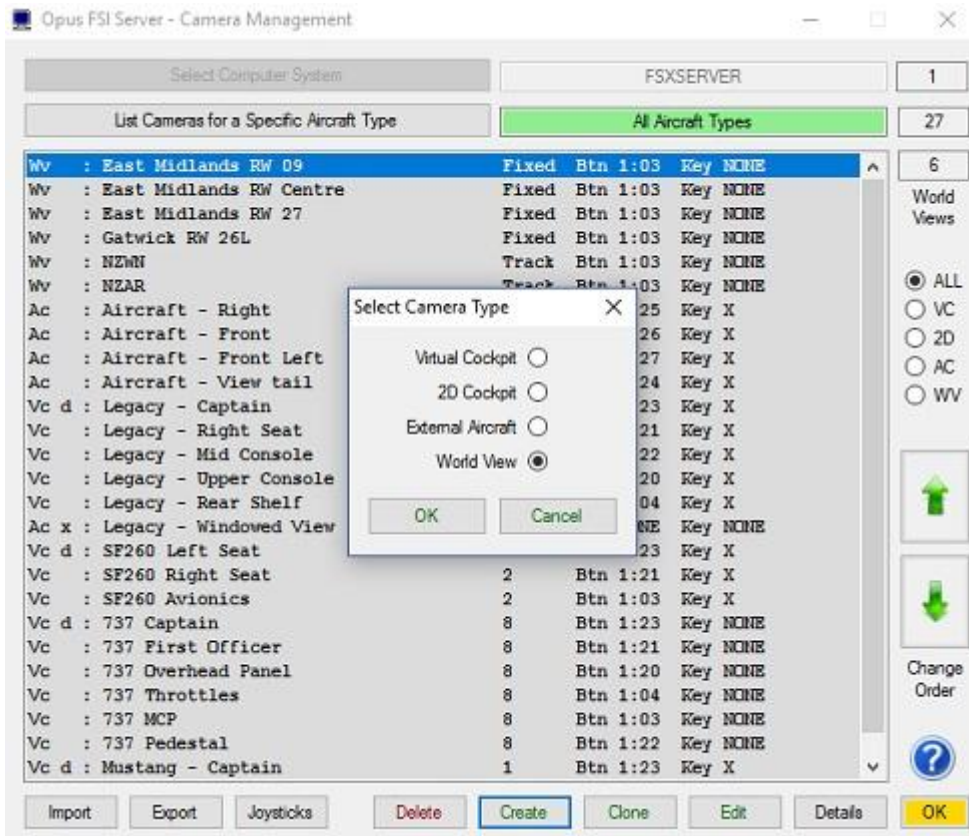 Opus FSI Server - Camera Management
Select Computer System FSXSERVER 1
List Cameras for a Specific Aircraft Type All Aircraft Types 27
Wv : East Midlands RW 09 Fixed Btn 1:03 Key NONE 6
Wv : East Midlands RW Centre Fixed Btn 1:03 Key NONE
Wv : East Midlands RW 27 Fixed Btn 1:03 Key NONE
Wv : Gatwick RW 26L Fixed Btn 1:03 Key NONE
Wv : NZWN Track Btn 1:03 Key NONE
Wv : NZAR Track Btn 1:03 Key NONE
Ac : Aircraft - Right 25 Key X
Ac : Aircraft - Front 26 Key X
Ac : Aircraft - Front Left 27 Key X
Ac : Aircraft - View tail 24 Key X
Vc d : Legacy - Captain 23 Key X
Vc : Legacy - Right Seat 21 Key X
Vc : Legacy - Mid Console 22 Key X
Vc : Legacy - Upper Console 20 Key X
Vc : Legacy - Rear Shelf 04 Key X
Ac x : Legacy - Windowed View NE Key NONE
Vc d : SF260 Left Seat 23 Key X
Vc : SF260 Right Seat 2 Btn 1:21 Key X
Vc : SF260 Avionics 2 Btn 1:03 Key X
Vc d : 737 Captain 8 Btn 1:23 Key NONE
Vc : 737 First Officer 8 Btn 1:21 Key NONE
Vc : 737 Overhead Panel 8 Btn 1:20 Key NONE
Vc : 737 Throttles 8 Btn 1:04 Key NONE
Vc : 737 MCP 8 Btn 1:03 Key NONE
Vc : 737 Pedestal 8 Btn 1:22 Key NONE
Vc d : Mustang - Captain 1 Btn 1:23 Key X
Select Camera Type
Virtual Cockpit
2D Cockpit
External Aircraft
World View
OK Cancel
World
Views
ALL
VC
2D
AC
WV
Change
Order
Import Export Joysticks Delete Create Clone Edit Details OK